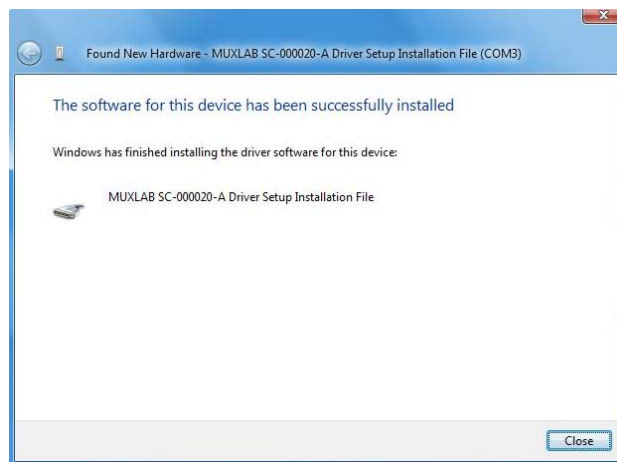 Found New Hardware - MUXLAB SC-000020-A Driver Setup Installation File (COM3)
The software for this device has been successfully installed
Windows has finished installing the driver software for this device:
MUXLAB SC-000020-A Driver Setup Installation File
Close